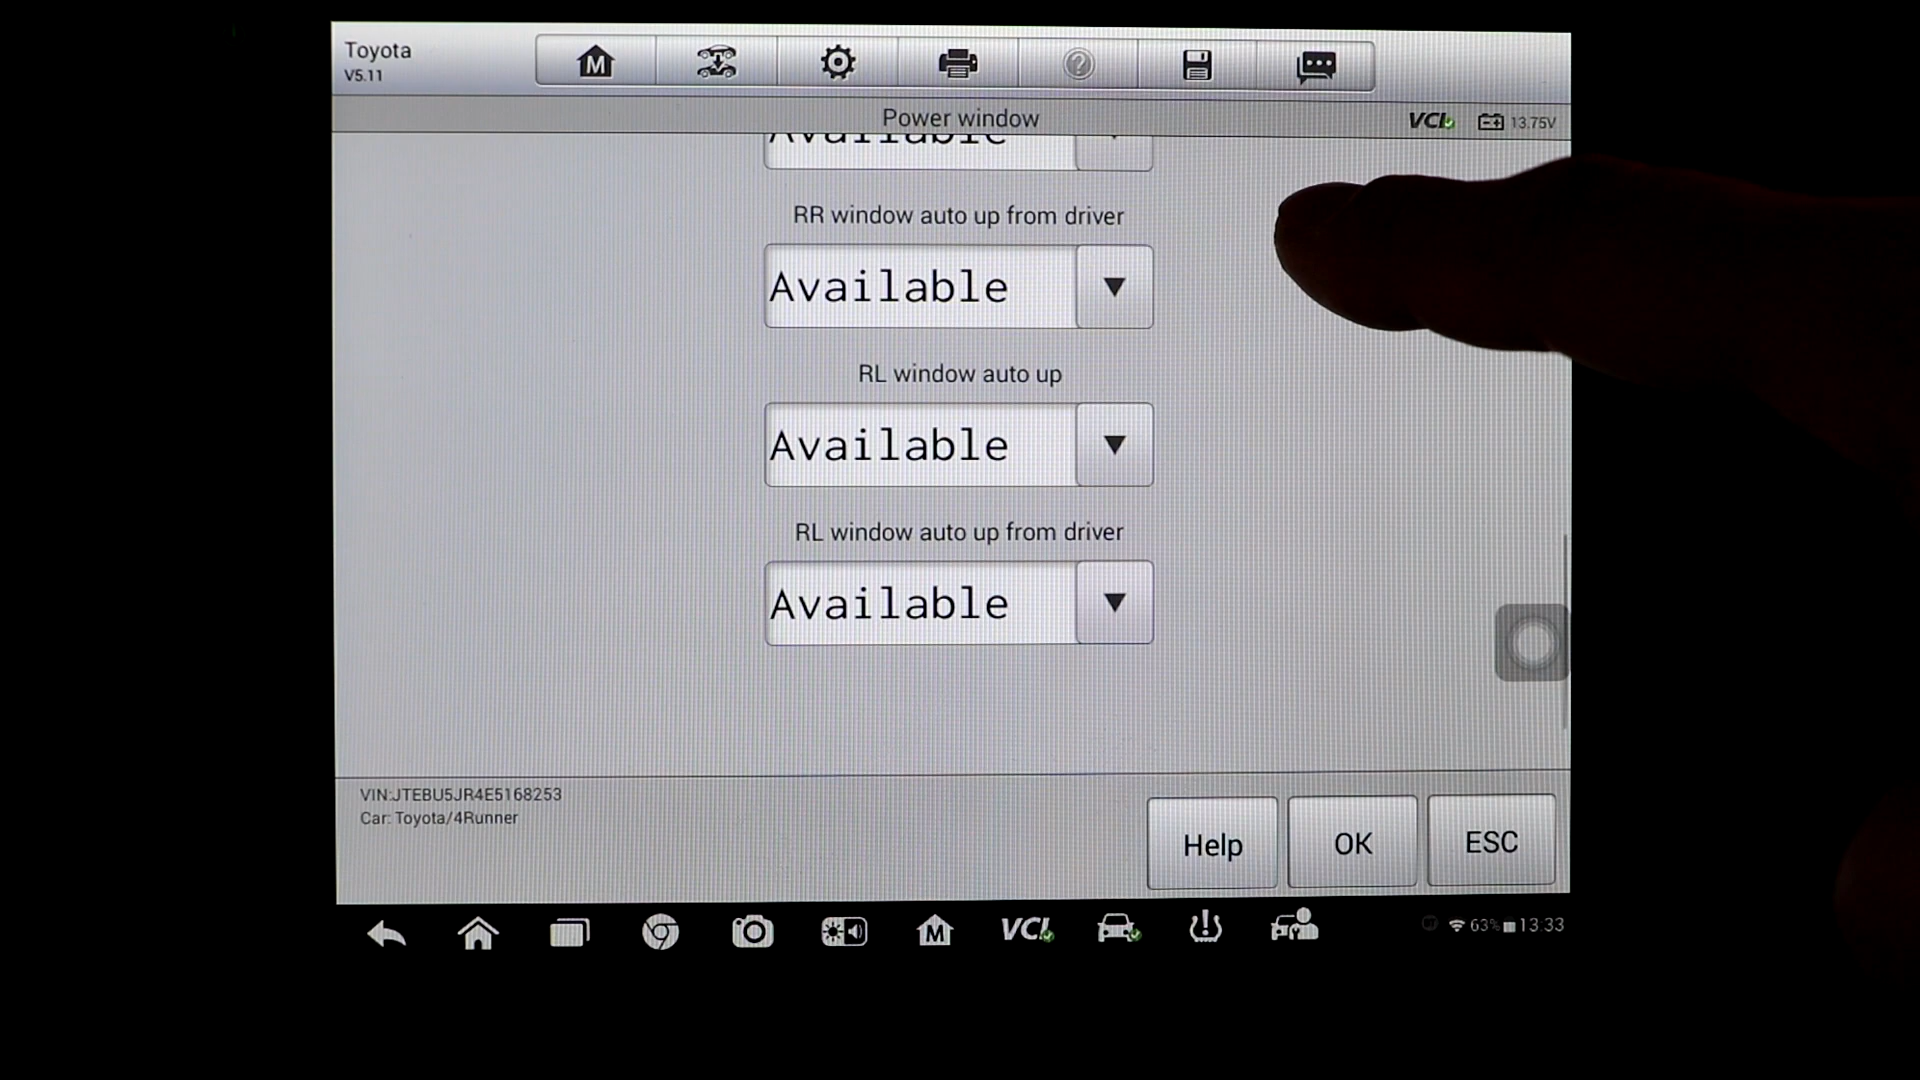 Toyota
V5.11
M
?
Power window
VCI
13.75V
Available
RR window auto up from driver
Available
RL window auto up
Available
RL window auto up from driver
Available
VIN:JTEBU5JR4E5168253
Car: Toyota/4Runner
Help
OK
ESC
M
VCI
63%
13:33